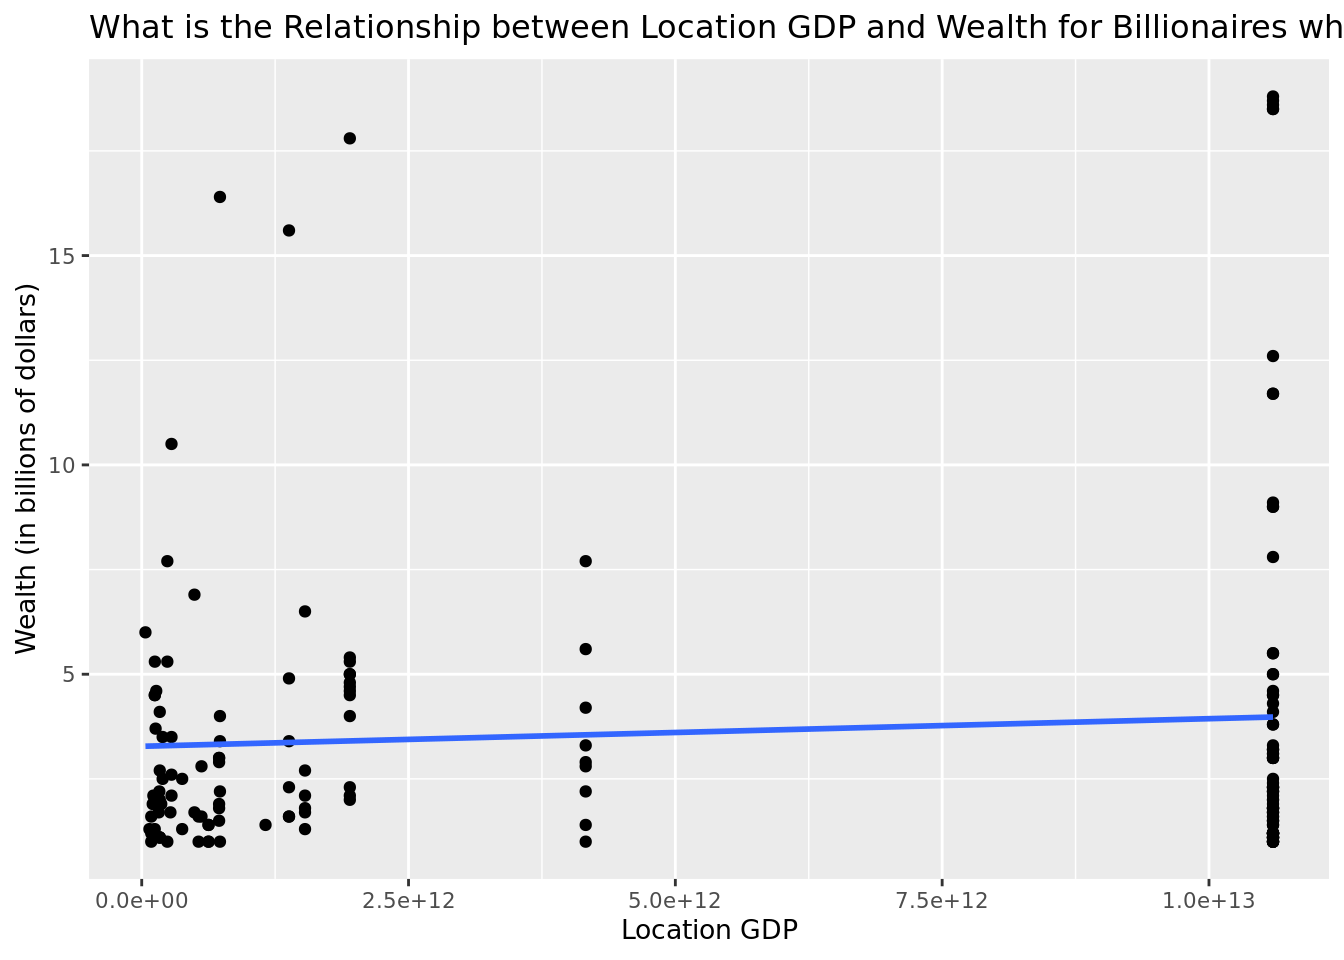 What is the Relationship between Location GDP and Wealth for Billionaires wh
Wealth (in billions of dollars)
15
10
5
0.0e+00 2.5e+12 5.0e+12 7.5e+12 1.0e+13
Location GDP